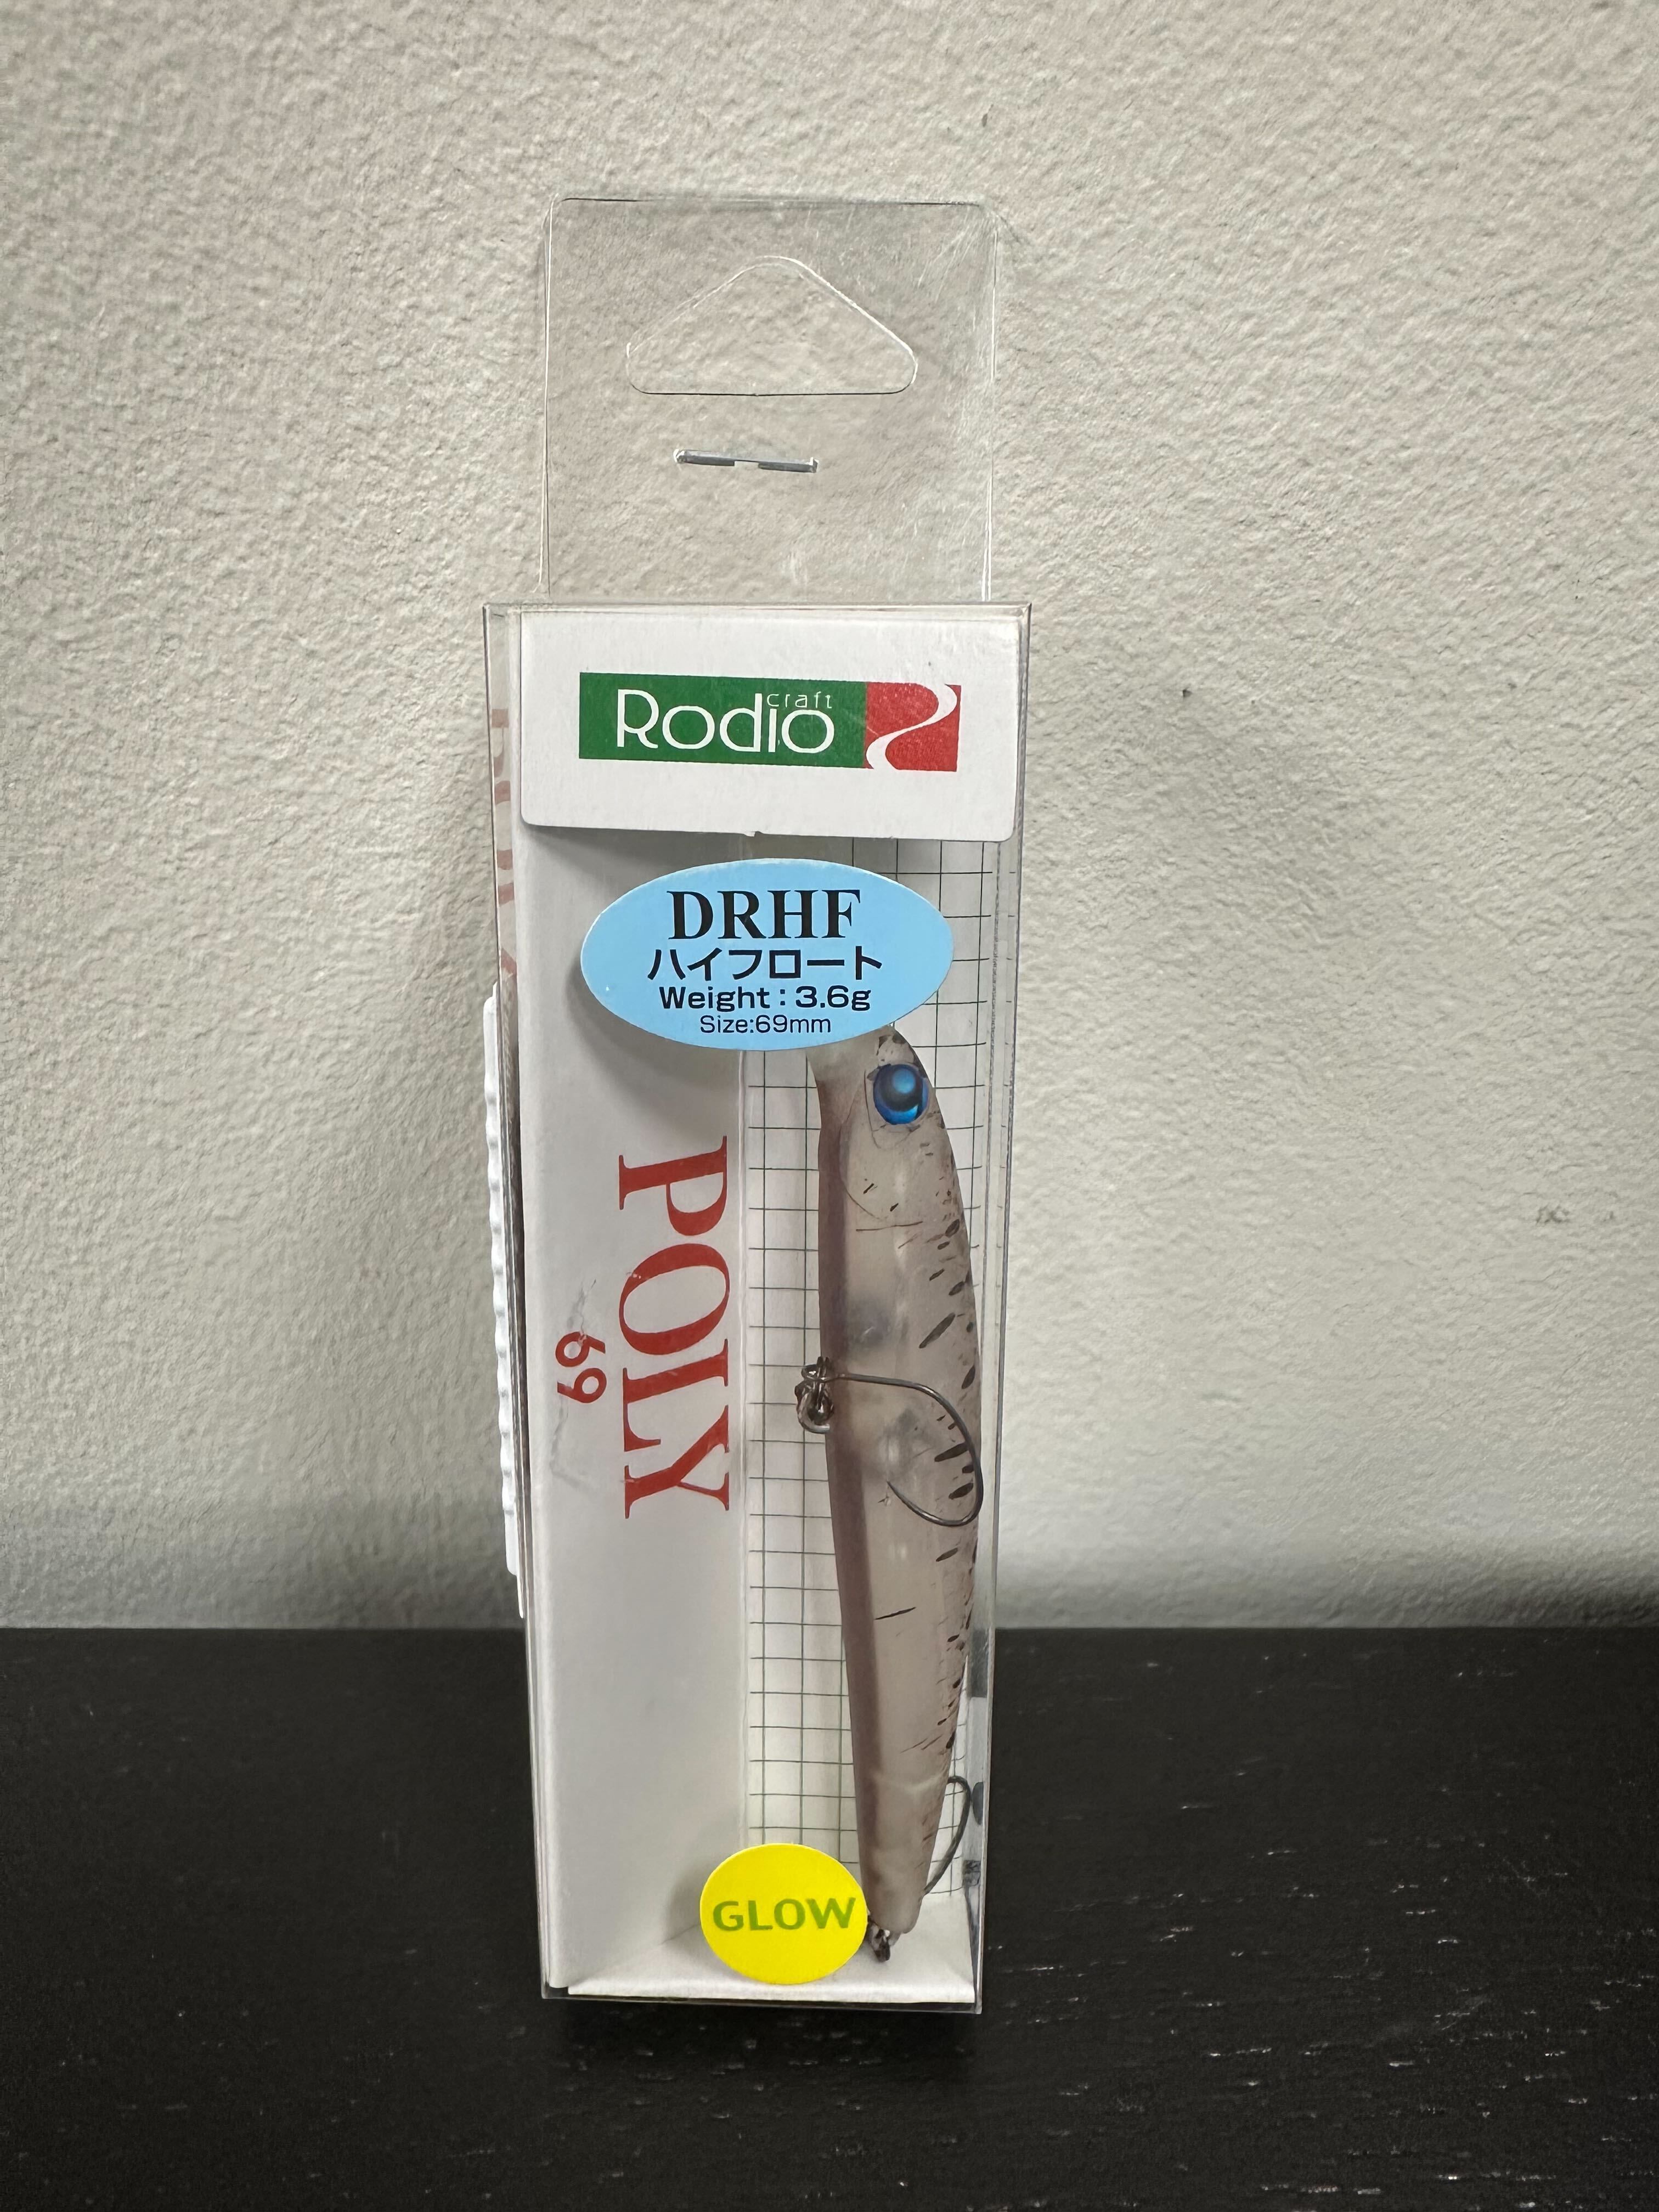 Rodio craft
DRHF
ハイフロート
Weight：3.6g
Size:69mm
POLY
69
GLOW